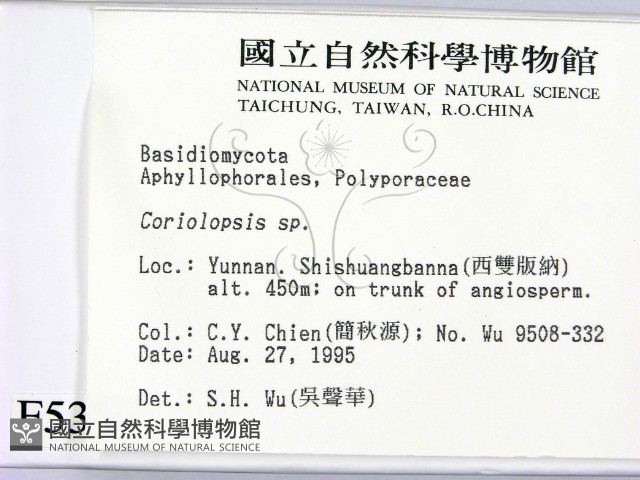 國立自然科學博物館
NATIONAL MUSEUM OF NATURAL SCIENCE
TAICHUNG, TAIWAN, R.O.CHINA
Basidiomycota
Aphyllophorales, Polyporaceae
Coriolopsis sp.
Loc.: Yunnan. Shishuangbanna(西雙版納)
alt. 450m; on trunk of angiosperm.
Col.: C.Y. Chien(簡秋源); No. Wu 9508-332
Date: Aug. 27, 1995
Det.: S.H. Wu(吳聲華)
F53
國立自然科學博物館
NATIONAL MUSEUM OF NATURAL SCIENCE